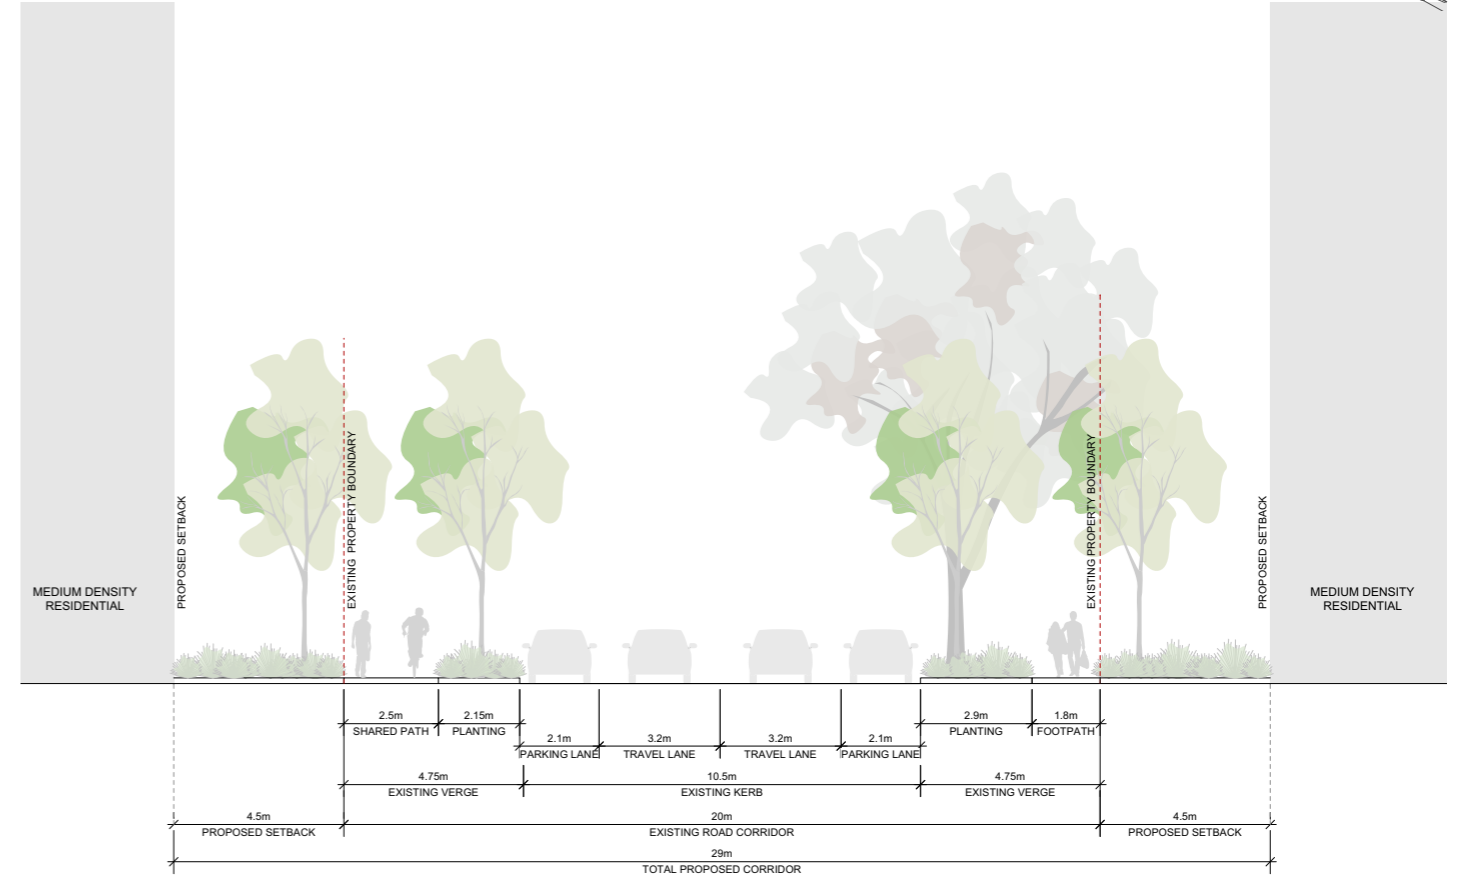 PROPOSED SETBACK
EXISTING PROPERTY BOUNDARY
EXISTING PROPERTY BOUNDARY
PROPOSED SETBACK
MEDIUM DENSITY
RESIDENTIAL
MEDIUM DENSITY
RESIDENTIAL
2.5m
SHARED PATH
2.15m
PLANTING
2.9m
PLANTING
1.8m
FOOTPATH
2.1m
PARKING LANE
3.2m
TRAVEL LANE
3.2m
TRAVEL LANE
2.1m
PARKING LANE
4.75m
EXISTING VERGE
10.5m
EXISTING KERB
4.75m
EXISTING VERGE
4.5m
PROPOSED SETBACK
20m
EXISTING ROAD CORRIDOR
4.5m
PROPOSED SETBACK
29m
TOTAL PROPOSED CORRIDOR